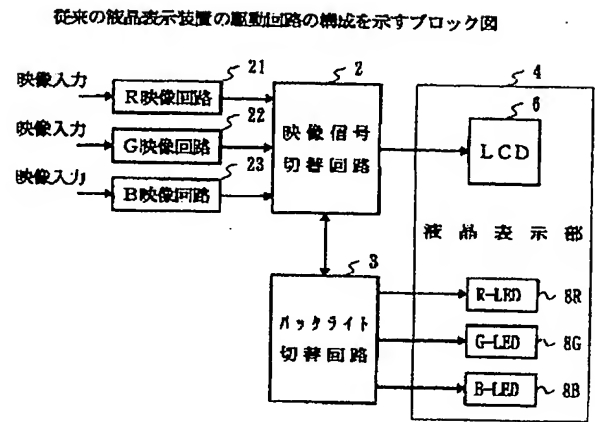 従来の液晶表示装置の駆動回路の構成を示すブロック図
映像入力
R映像回路
21
映像入力
G映像回路
22
映像入力
B映像回路
23
2
映像信号
切替回路
4
6
LCD
液晶表示部
3
バックライト
切替回路
R-LED
8R
G-LED
8G
B-LED
8B